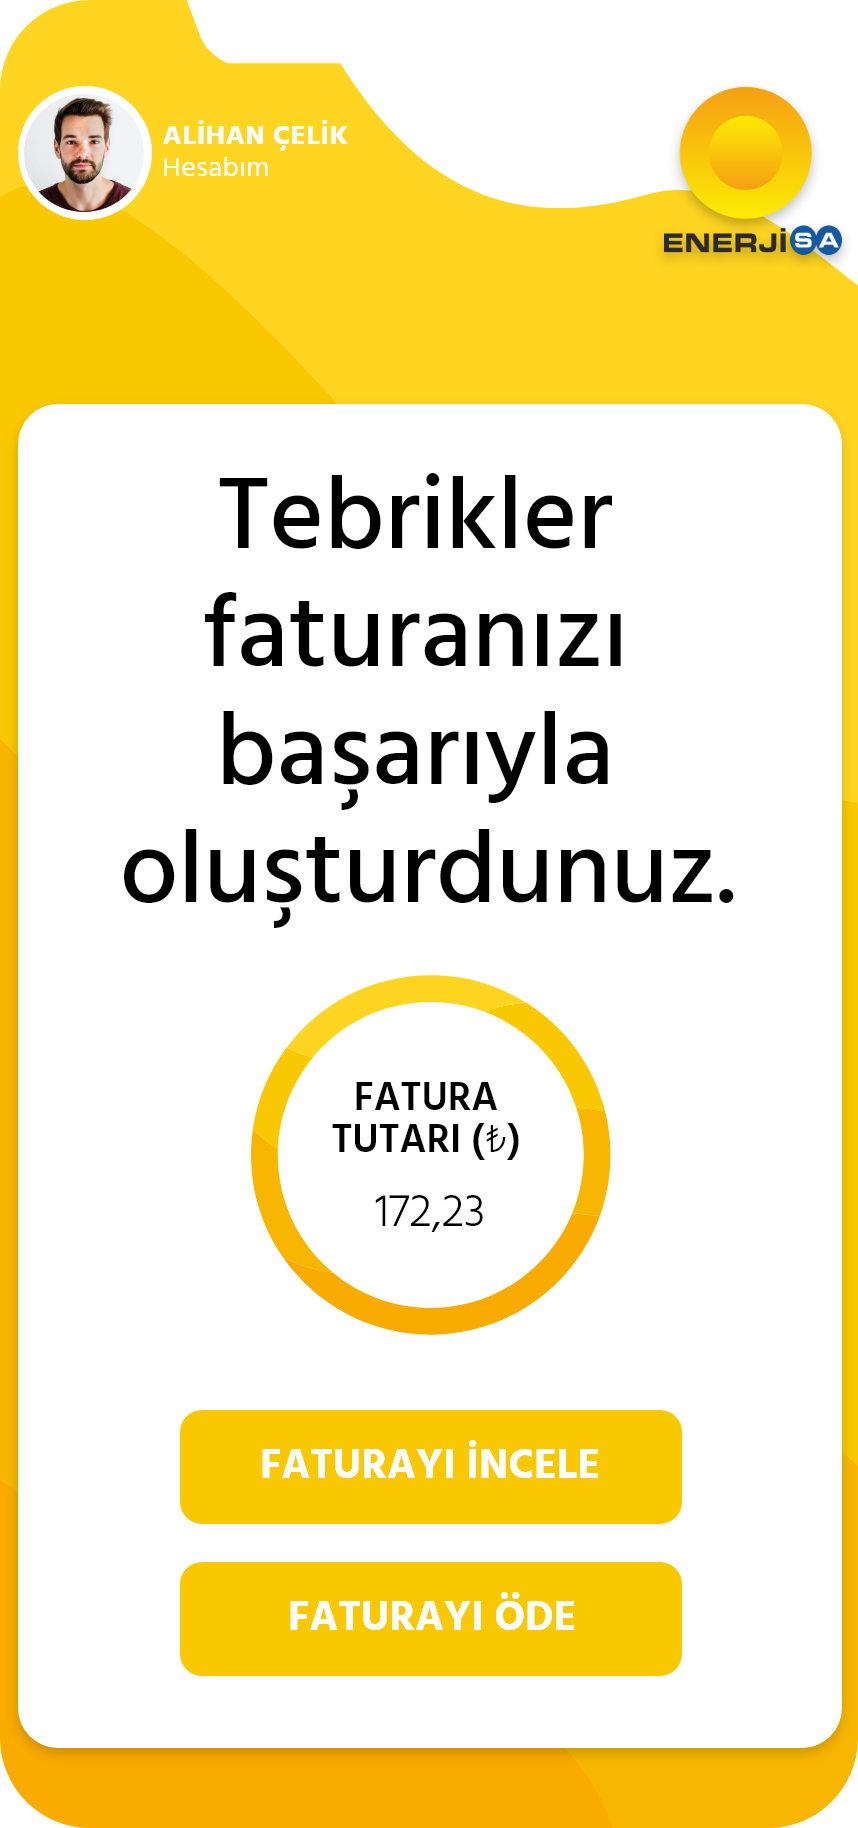 ALİHAN ÇELİK
Hesabım
ENERJİSA
Tebrikler
faturanızı
başarıyla
oluşturdunuz.
FATURA
TUTARI (₺)
172,23
FATURAYI İNCELE
FATURAYI ÖDE